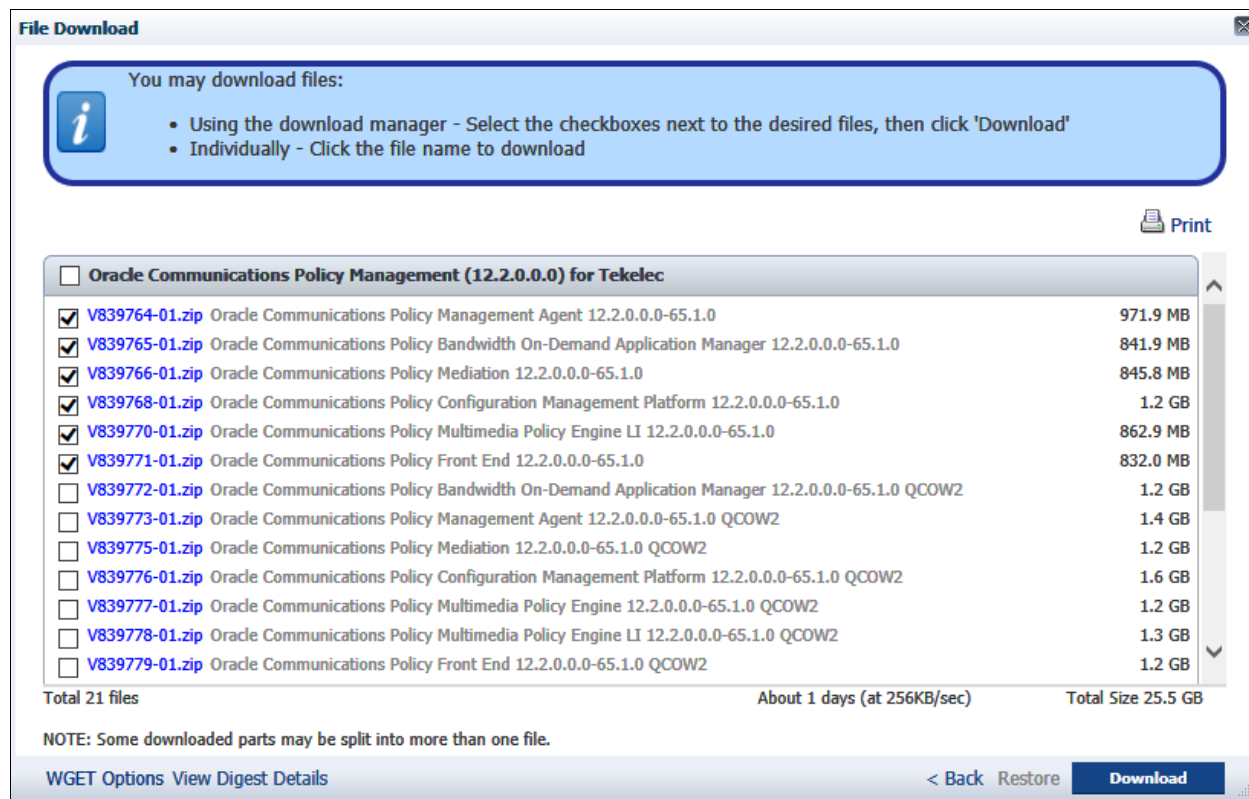 File Download
You may download files:
• Using the download manager - Select the checkboxes next to the desired files, then click 'Download'
• Individually - Click the file name to download
Print
Oracle Communications Policy Management (12.2.0.0.0) for Tekelec
V839764-01.zip Oracle Communications Policy Management Agent 12.2.0.0.0-65.1.0 971.9 MB
V839765-01.zip Oracle Communications Policy Bandwidth On-Demand Application Manager 12.2.0.0.0-65.1.0 841.9 MB
V839766-01.zip Oracle Communications Policy Mediation 12.2.0.0.0-65.1.0 845.8 MB
V839768-01.zip Oracle Communications Policy Configuration Management Platform 12.2.0.0.0-65.1.0 1.2 GB
V839770-01.zip Oracle Communications Policy Multimedia Policy Engine LI 12.2.0.0.0-65.1.0 862.9 MB
V839771-01.zip Oracle Communications Policy Front End 12.2.0.0.0-65.1.0 832.0 MB
V839772-01.zip Oracle Communications Policy Bandwidth On-Demand Application Manager 12.2.0.0.0-65.1.0 QCOW2 1.2 GB
V839773-01.zip Oracle Communications Policy Management Agent 12.2.0.0.0-65.1.0 QCOW2 1.4 GB
V839775-01.zip Oracle Communications Policy Mediation 12.2.0.0.0-65.1.0 QCOW2 1.2 GB
V839776-01.zip Oracle Communications Policy Configuration Management Platform 12.2.0.0.0-65.1.0 QCOW2 1.6 GB
V839777-01.zip Oracle Communications Policy Multimedia Policy Engine 12.2.0.0.0-65.1.0 QCOW2 1.2 GB
V839778-01.zip Oracle Communications Policy Multimedia Policy Engine LI 12.2.0.0.0-65.1.0 QCOW2 1.3 GB
V839779-01.zip Oracle Communications Policy Front End 12.2.0.0.0-65.1.0 QCOW2 1.2 GB
Total 21 files About 1 days (at 256KB/sec) Total Size 25.5 GB
NOTE: Some downloaded parts may be split into more than one file.
WGET Options View Digest Details < Back Restore Download